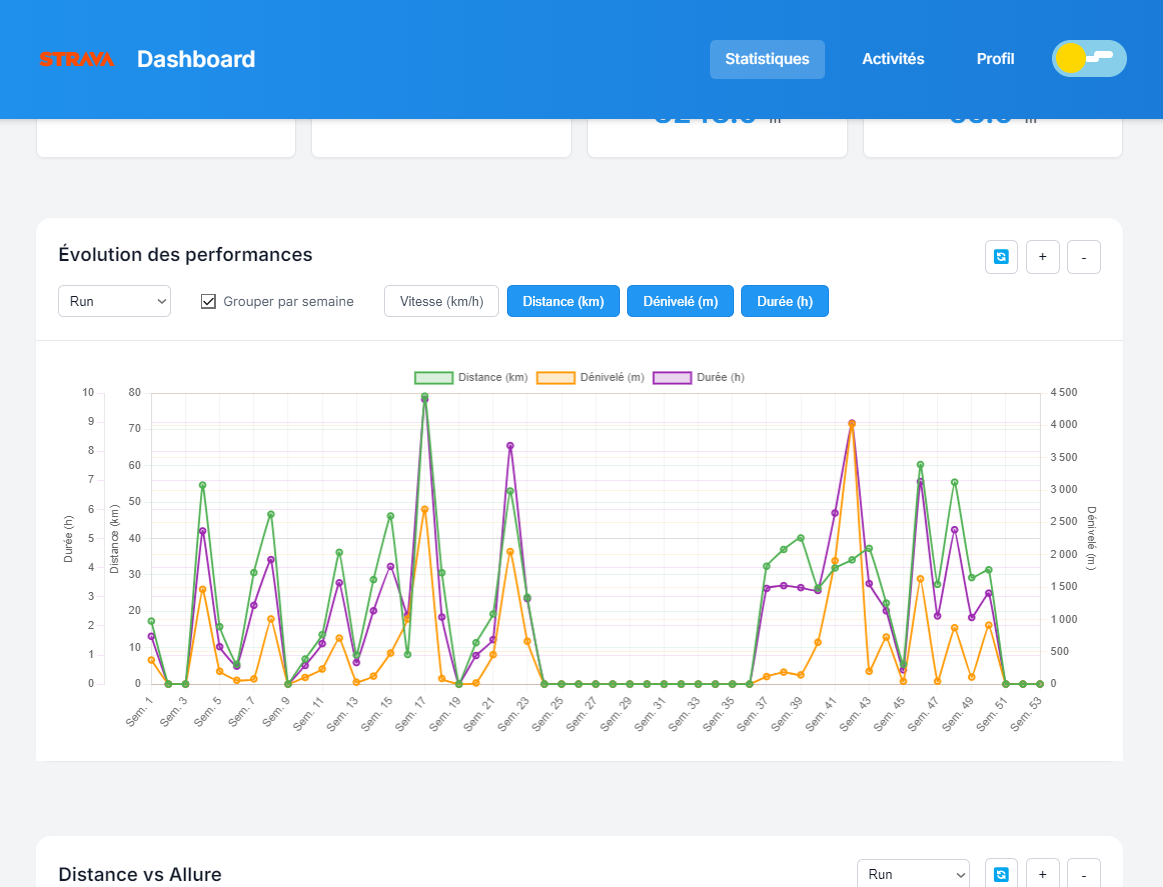 STRAVA Dashboard Statistiques Activités Profil
m m
Évolution des performances + -
Run Grouper par semaine Vitesse (km/h) Distance (km) Dénivelé (m) Durée (h)
Distance (km) Dénivelé (m) Durée (h)
10 80 4 500
9 70 4 000
8 60 3 500
7 50 3 000
6 40 2 500
5 30 2 000
4 20 1 500
3 10 1 000
2 0 500
1 0
0
Durée (h)
Distance (km)
Dénivelé (m)
Sem. 1 Sem. 3 Sem. 5 Sem. 7 Sem. 9 Sem. 11 Sem. 13 Sem. 15 Sem. 17 Sem. 19 Sem. 21 Sem. 23 Sem. 25 Sem. 27 Sem. 29 Sem. 31 Sem. 33 Sem. 35 Sem. 37 Sem. 39 Sem. 41 Sem. 43 Sem. 45 Sem. 47 Sem. 49 Sem. 51 Sem. 53
Distance vs Allure Run + -